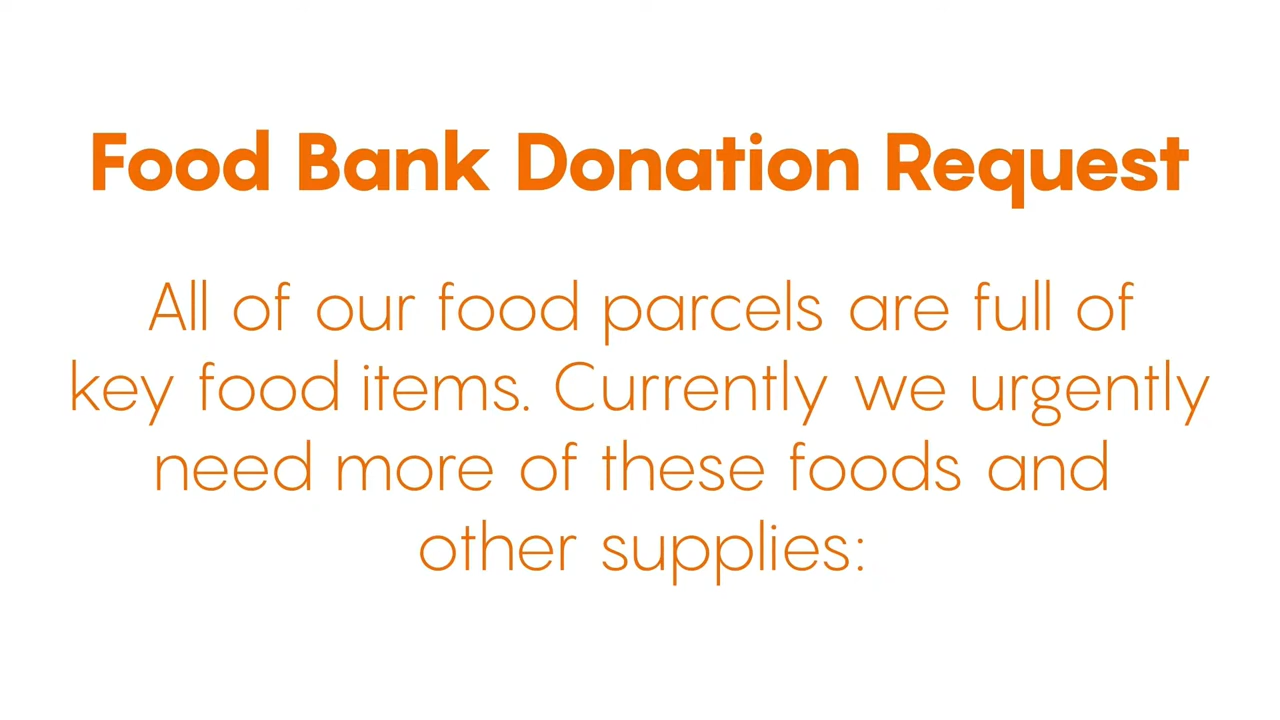 Food Bank Donation Request
All of our food parcels are full of
key food items. Currently we urgently
need more of these foods and
other supplies: